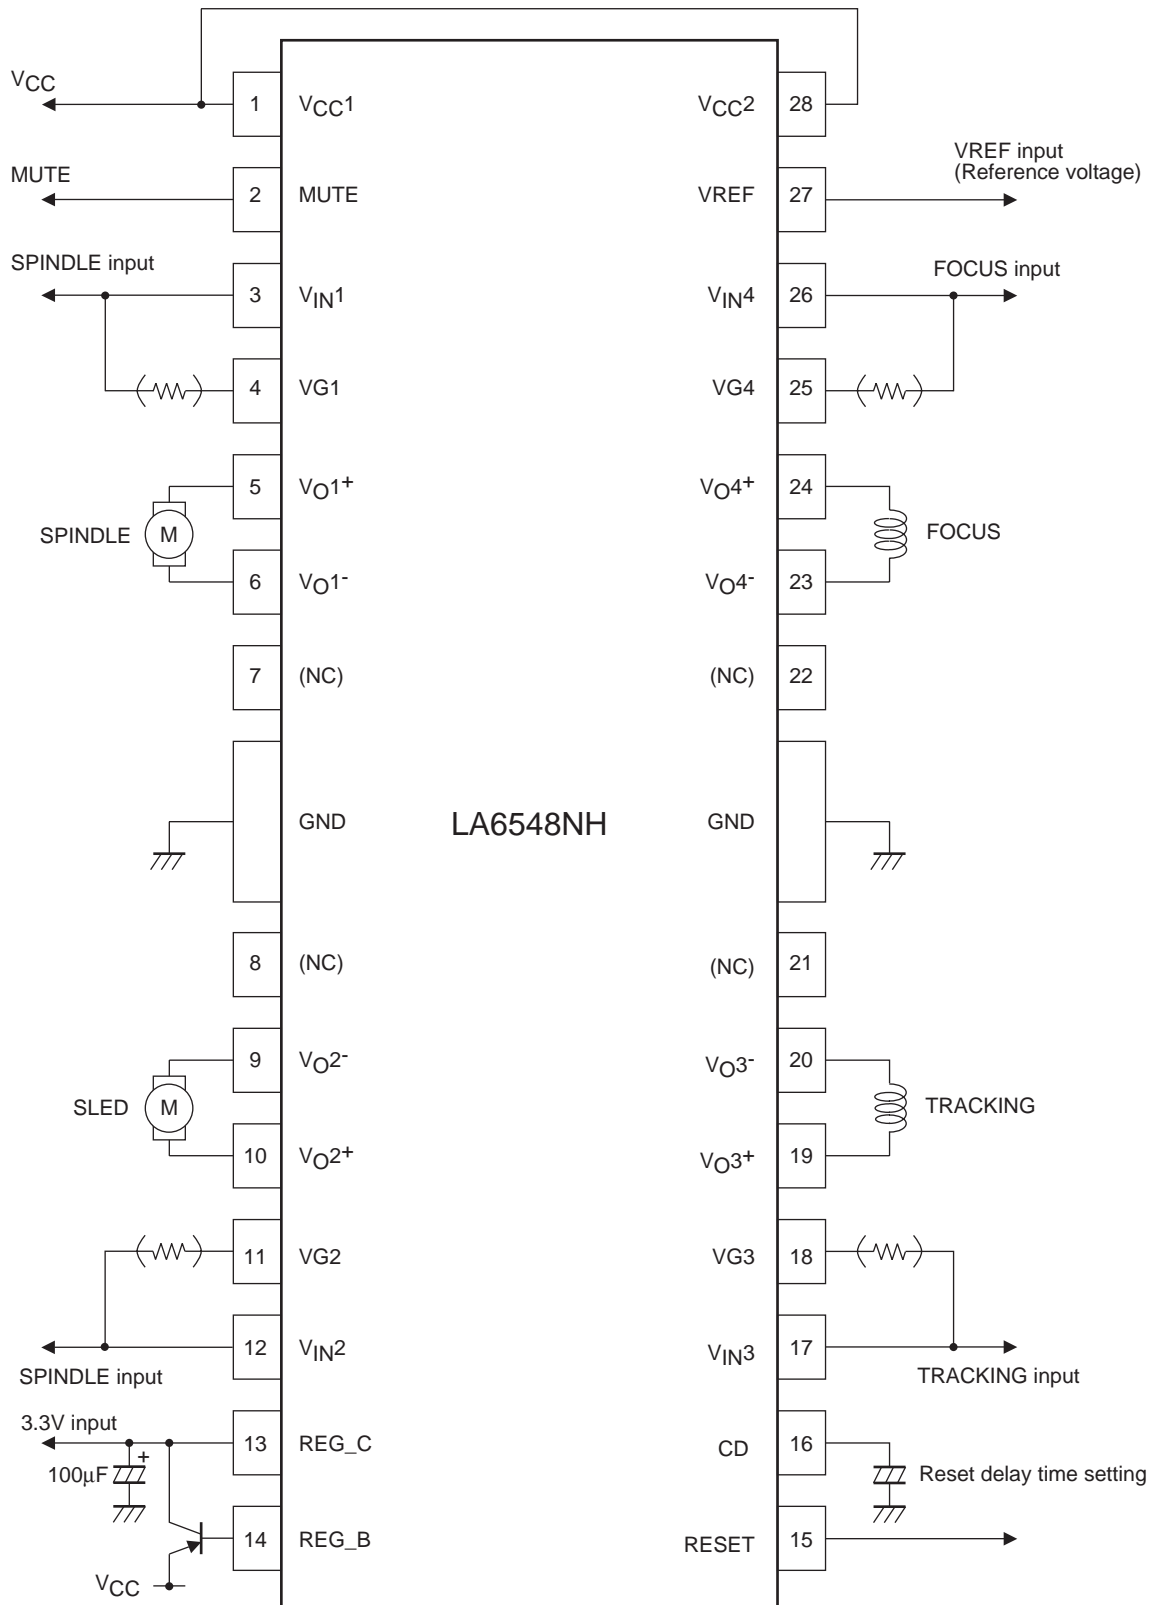 VCC
1
VCC1
VCC2
28
MUTE
2
MUTE
VREF
27
VREF input
(Reference voltage)
SPINDLE input
3
VIN1
VIN4
26
FOCUS input
4
VG1
VG4
25
5
VO1+
VO4+
24
SPINDLE
M
FOCUS
6
VO1-
VO4-
23
7
(NC)
(NC)
22
GND
LA6548NH
GND
8
(NC)
(NC)
21
9
VO2-
VO3-
20
SLED
M
TRACKING
10
VO2+
VO3+
19
11
VG2
VG3
18
12
VIN2
VIN3
17
SPINDLE input
TRACKING input
3.3V input
13
REG_C
CD
16
+
100μF
Reset delay time setting
14
REG_B
RESET
15
VCC